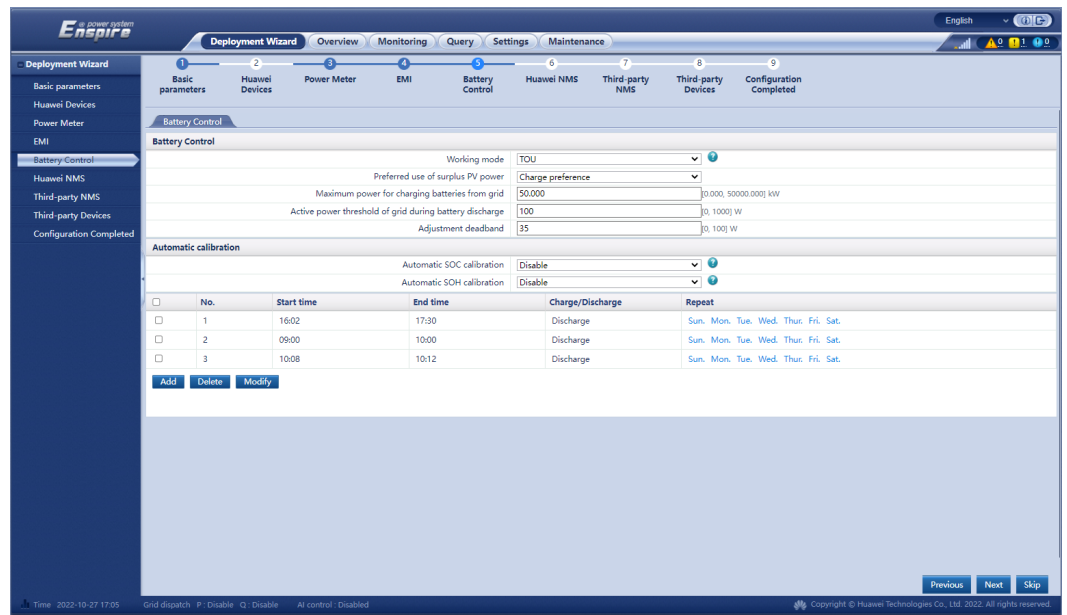 English
Enspire e power system
Deployment Wizard Overview Monitoring Query Settings Maintenance
0 1 0
Deployment Wizard
Basic parameters
Huawei Devices
Power Meter
EMI
Battery Control
Huawei NMS
Third-party NMS
Third-party Devices
Configuration Completed
1 2 3 4 5 6 7 8 9
Basic parameters Huawei Devices Power Meter EMI Battery Control Huawei NMS Third-party NMS Third-party Devices Configuration Completed
Battery Control
Battery Control
Working mode TOU ?
Preferred use of surplus PV power Charge preference
Maximum power for charging batteries from grid 50.000 [0.000, 50000.000] kW
Active power threshold of grid during battery discharge 100 [0, 1000] W
Adjustment deadband 35 [0, 100] W
Automatic calibration
Automatic SOC calibration Disable ?
Automatic SOH calibration Disable ?
No. Start time End time Charge/Discharge Repeat
1 16:02 17:30 Discharge Sun. Mon. Tue. Wed. Thur. Fri. Sat.
2 09:00 10:00 Discharge Sun. Mon. Tue. Wed. Thur. Fri. Sat.
3 10:08 10:12 Discharge Sun. Mon. Tue. Wed. Thur. Fri. Sat.
Add Delete Modify
Previous Next Skip
Time 2022-10-27 17:05 Grid dispatch P : Disable Q : Disable AI control : Disabled Copyright © Huawei Technologies Co., Ltd. 2022. All rights reserved.